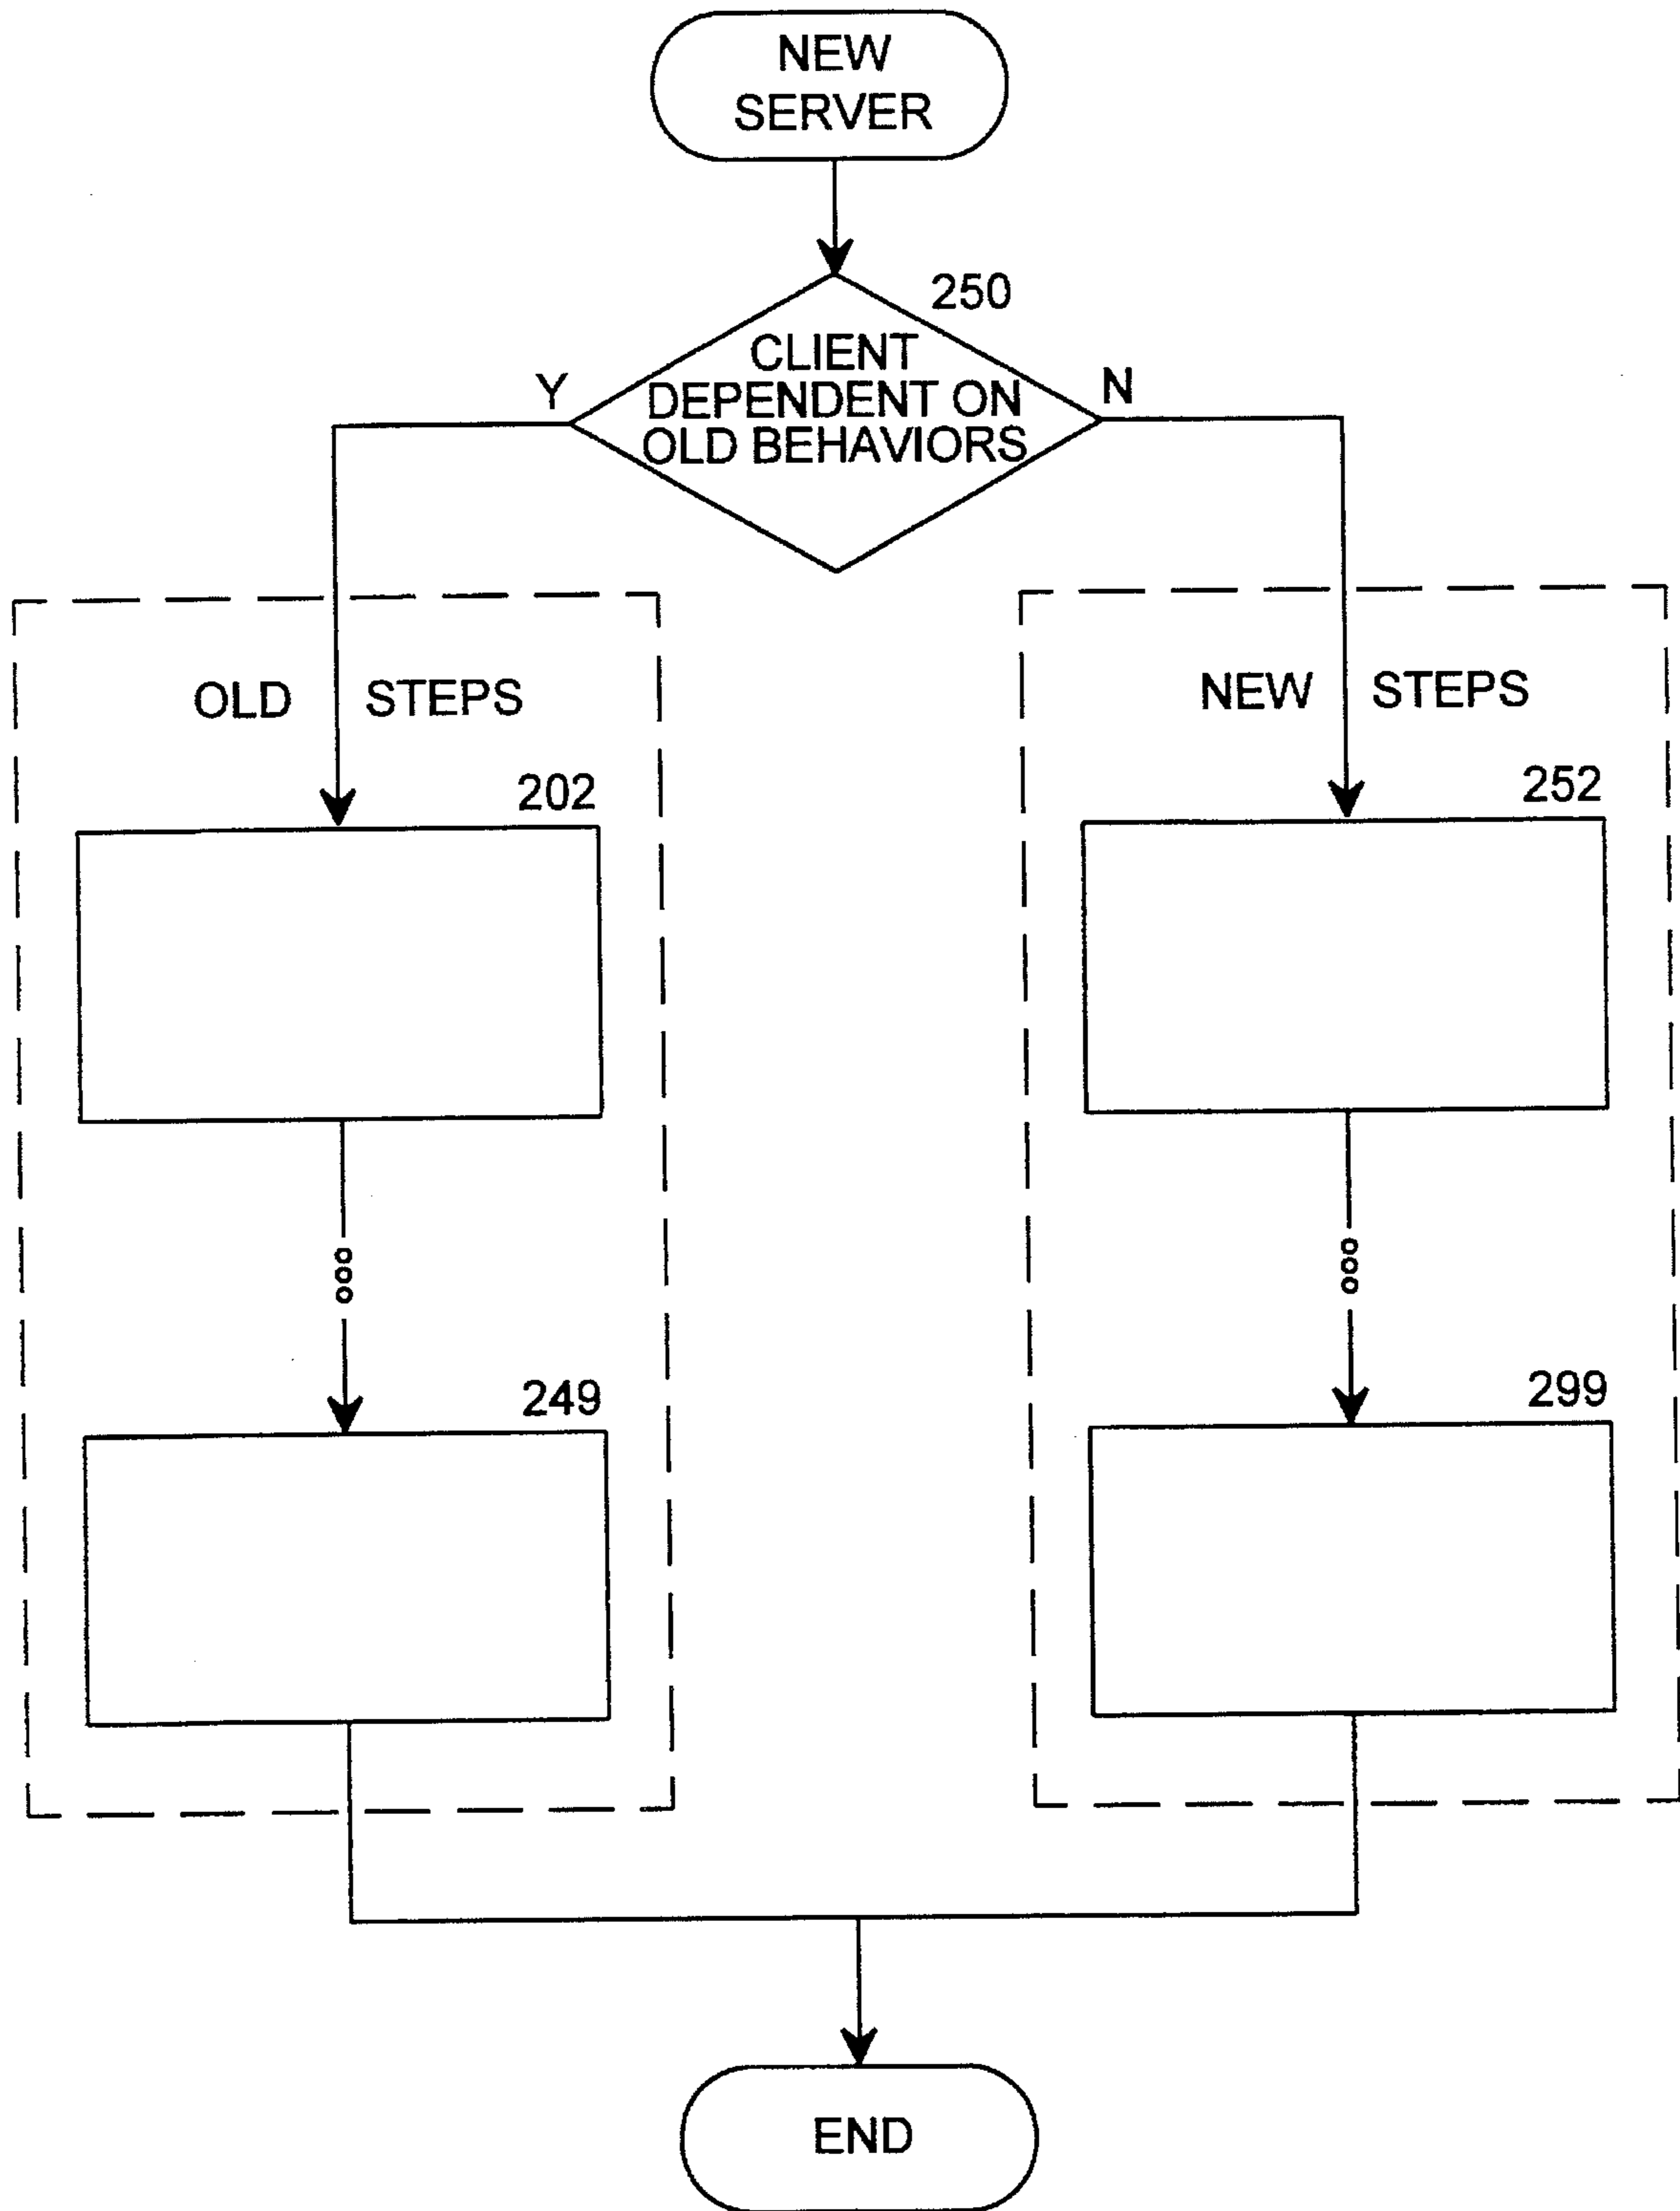 NEW
SERVER
250
CLIENT
DEPENDENT ON
OLD BEHAVIORS
Y
N
OLD STEPS
NEW STEPS
202
252
249
299
END